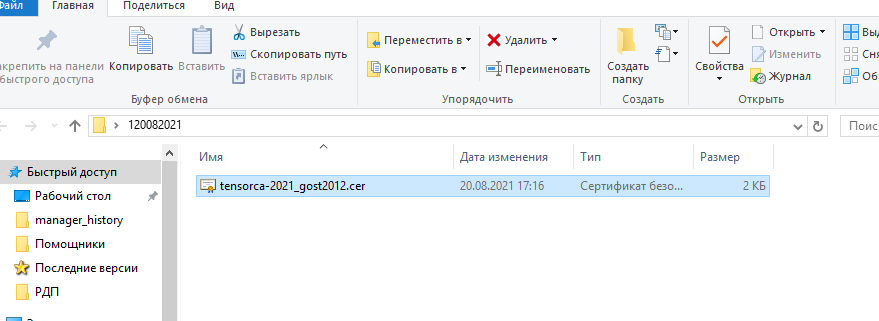 Файл Главная Поделиться Вид
акрепить на панели
быстрого доступа
Копировать
Вставить
Вырезать
Скопировать путь
Вставить ярлык
Буфер обмена
Переместить в
Копировать в
Удалить
Переименовать
Упорядочить
Создать
папку
Создать
Свойства
Открыть
Изменить
Журнал
Открыть
Выд
Сня
Об
120082021
Поис
Быстрый доступ
Рабочий стол
manager_history
Помощники
Последние версии
РДП
Имя Дата изменения Тип Размер
tensorca-2021_gost2012.cer 20.08.2021 17:16 Сертификат безо... 2 КБ